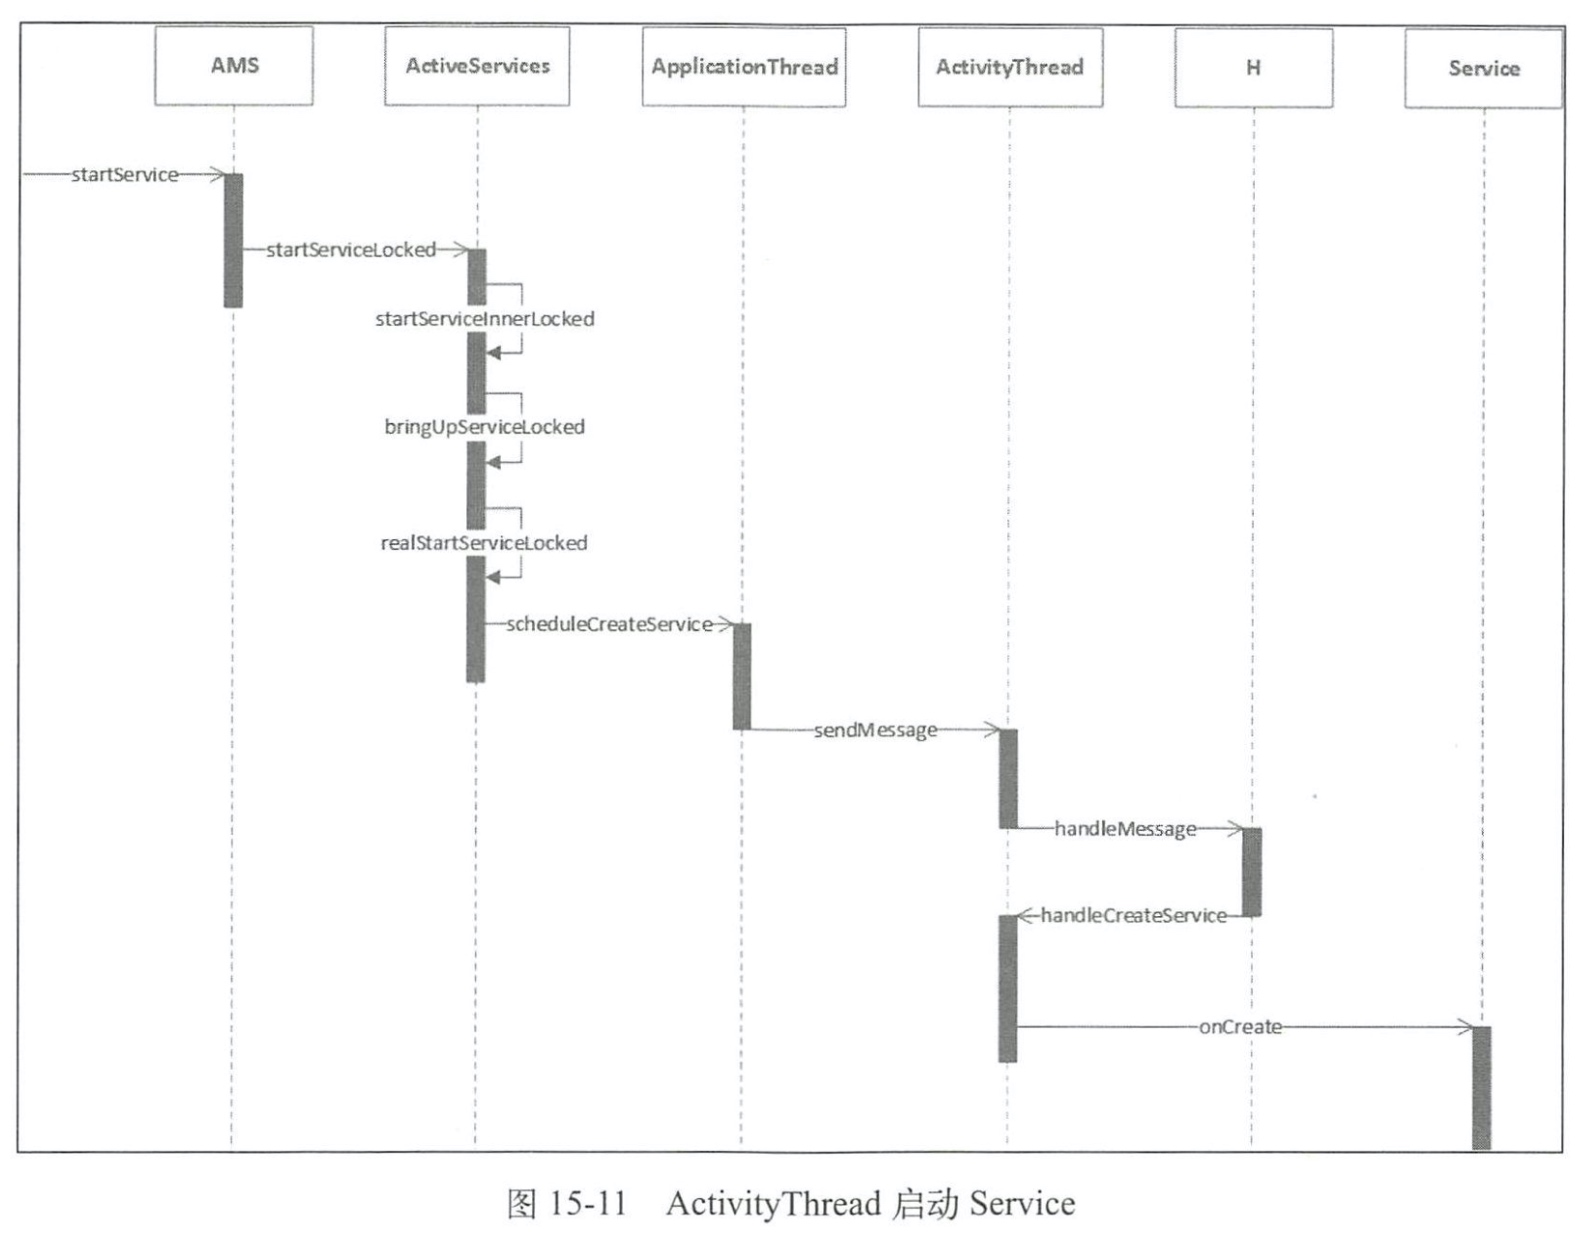 AMS ActiveServices ApplicationThread ActivityThread H Service
startService
startServiceLocked
startServiceInnerLocked
bringUpServiceLocked
realStartServiceLocked
scheduleCreateService
sendMessage
handleMessage
handleCreateService
onCreate
图 15-11 ActivityThread 启动 Service